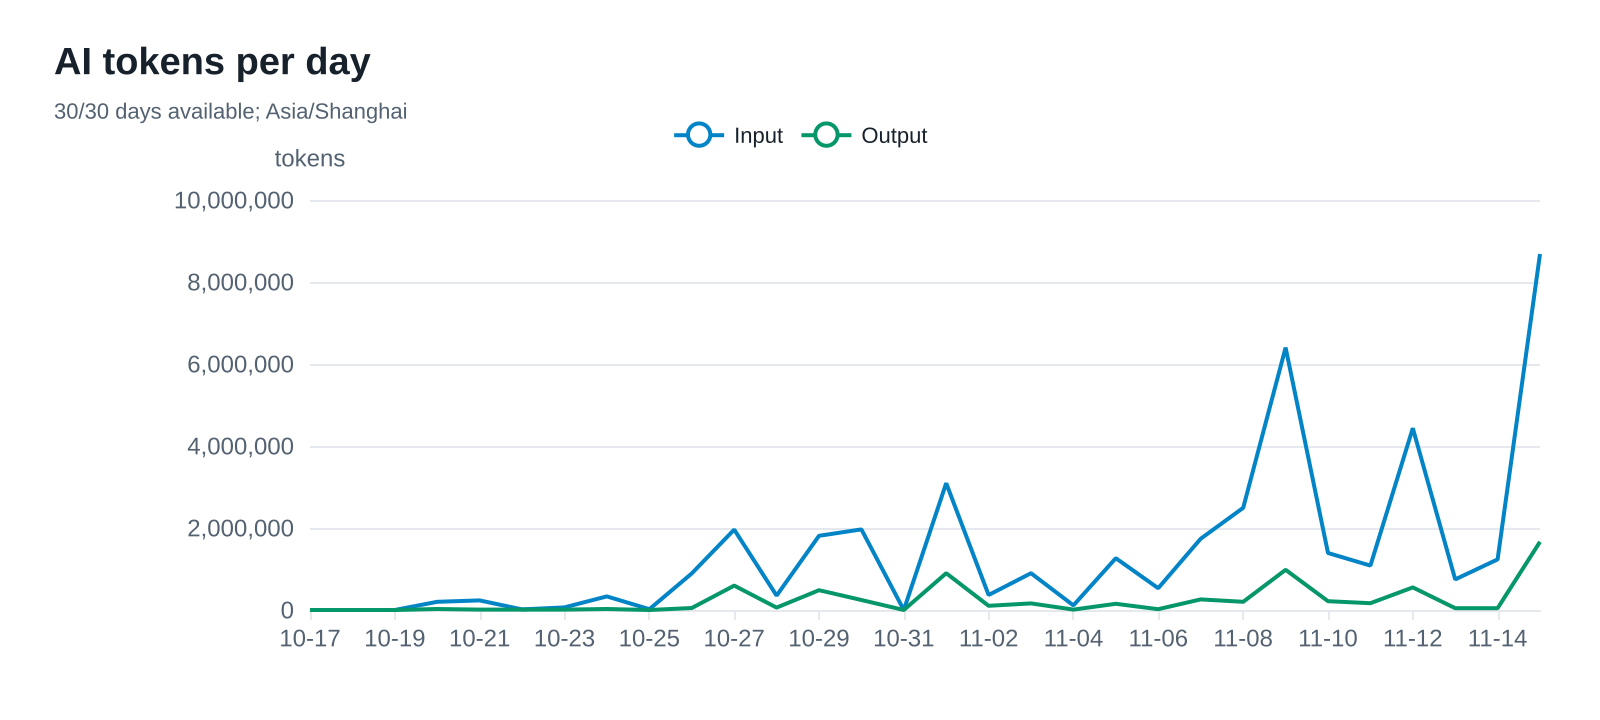 AI tokens per day
30/30 days available; Asia/Shanghai
Input Output
tokens
10,000,000
8,000,000
6,000,000
4,000,000
2,000,000
0
10-17 10-19 10-21 10-23 10-25 10-27 10-29 10-31 11-02 11-04 11-06 11-08 11-10 11-12 11-14